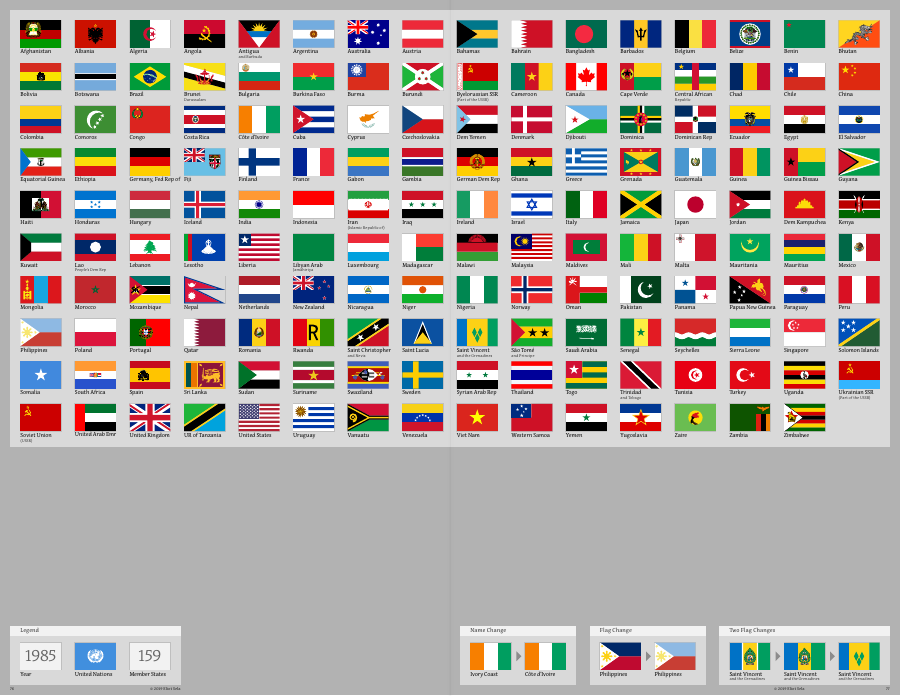 Afghanistan Albania Algeria Angola Antigua Argentina Australia Austria Bahamas Bahrain Bangladesh Barbados Belgium Belize Benin Bhutan
and Barbuda
Bolivia Botswana Brazil Brunei Bulgaria Burkina Faso Burma Burundi Byelorussian SSR Cameroon Canada Cape Verde Central African Chad Chile China
Darussalam (Part of the USSR) Republic
Colombia Comoros Congo Costa Rica Côte d'Ivoire Cuba Cyprus Czechoslovakia Dem Yemen Denmark Djibouti Dominica Dominican Rep Ecuador Egypt El Salvador
Equatorial Guinea Ethiopia Germany, Fed Rep of Fiji Finland France Gabon Gambia German Dem Rep Ghana Greece Grenada Guatemala Guinea Guinea Bissau Guyana
Haiti Honduras Hungary Iceland India Indonesia Iran Iraq Ireland Israel Italy Jamaica Japan Jordan Dem Kampuchea Kenya
(Islamic Republic of)
Kuwait Lao Lebanon Lesotho Liberia Libyan Arab Luxembourg Madagascar Malawi Malaysia Maldives Mali Malta Mauritania Mauritius Mexico
People's Dem Rep Jamahiriya
Mongolia Morocco Mozambique Nepal Netherlands New Zealand Nicaragua Niger Nigeria Norway Oman Pakistan Panama Papua New Guinea Paraguay Peru
Philippines Poland Portugal Qatar Romania Rwanda Saint Christopher Saint Lucia Saint Vincent São Tomé Saudi Arabia Senegal Seychelles Sierra Leone Singapore Solomon Islands
and Nevis and the Grenadines and Principe
Somalia South Africa Spain Sri Lanka Sudan Suriname Swaziland Sweden Syrian Arab Rep Thailand Togo Trinidad Tunisia Turkey Uganda Ukrainian SSR
and Tobago (Part of the USSR)
Soviet Union United Arab Emr United Kingdom UR of Tanzania United States Uruguay Vanuatu Venezuela Viet Nam Western Samoa Yemen Yugoslavia Zaire Zambia Zimbabwe
(USSR)
Legend
1985 159
Year United Nations Member States
Name Change
Ivory Coast Côte d'Ivoire
Flag Change
Philippines Philippines
Two Flag Changes
Saint Vincent Saint Vincent Saint Vincent
and the Grenadines and the Grenadines and the Grenadines